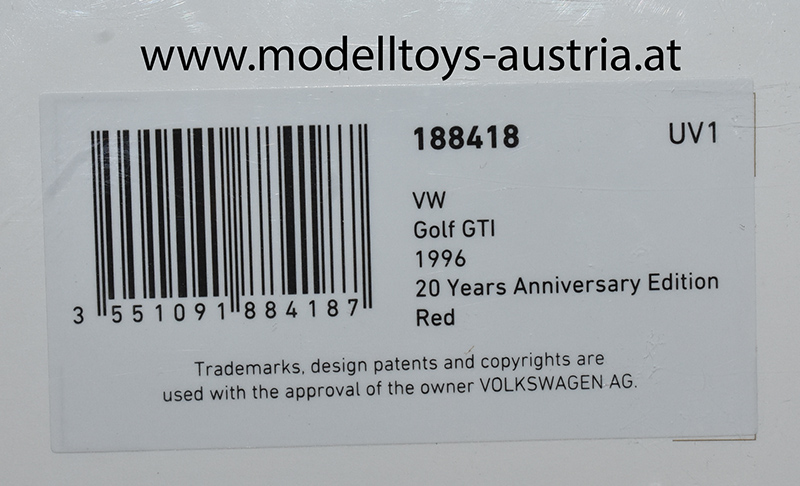 www.modelltoys-austria.at
188418 UV1
VW
Golf GTI
1996
20 Years Anniversary Edition
Red
3 551091 884187
Trademarks, design patents and copyrights are
used with the approval of the owner VOLKSWAGEN AG.